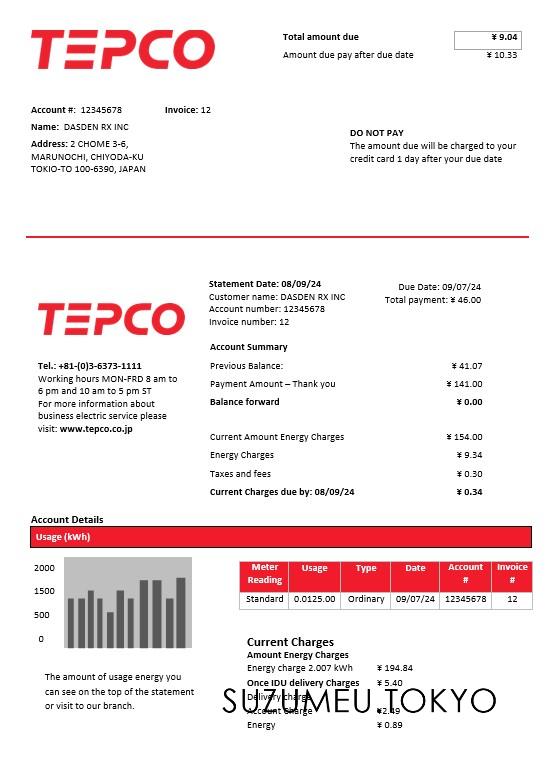 TEPCO
Total amount due ¥ 9.04
Amount due pay after due date ¥ 10.33
Account #: 12345678 Invoice: 12
Name: DASDEN RX INC
Address: 2 CHOME 3-6,
MARUNOCHI, CHIYODA-KU
TOKIO-TO 100-6390, JAPAN
DO NOT PAY
The amount due will be charged to your
credit card 1 day after your due date
TEPCO
Tel.: +81-(0)3-6373-1111
Working hours MON-FRD 8 am to
6 pm and 10 am to 5 pm ST
For more information about
business electric service please
visit: www.tepco.co.jp
Statement Date: 08/09/24
Customer name: DASDEN RX INC
Account number: 12345678
Invoice number: 12
Due Date: 09/07/24
Total payment: ¥ 46.00
Account Summary
Previous Balance: ¥ 41.07
Payment Amount – Thank you ¥ 141.00
Balance forward ¥ 0.00
Current Amount Energy Charges ¥ 154.00
Energy Charges ¥ 9.34
Taxes and fees ¥ 0.30
Current Charges due by: 08/09/24 ¥ 0.34
Account Details
Usage (kWh)
2000
1500
500
0
The amount of usage energy you
can see on the top of the statement
or visit to our branch.
Meter Reading Usage Type Date Account # Invoice #
Standard 0.0125.00 Ordinary 09/07/24 12345678 12
Current Charges
Amount Energy Charges
Energy charge 2.007 kWh ¥ 194.84
Once IDU delivery Charges ¥ 5.40
Delivery charge
Account Charge ¥2.49
Energy ¥ 0.89
SUZUMEU TOKYO